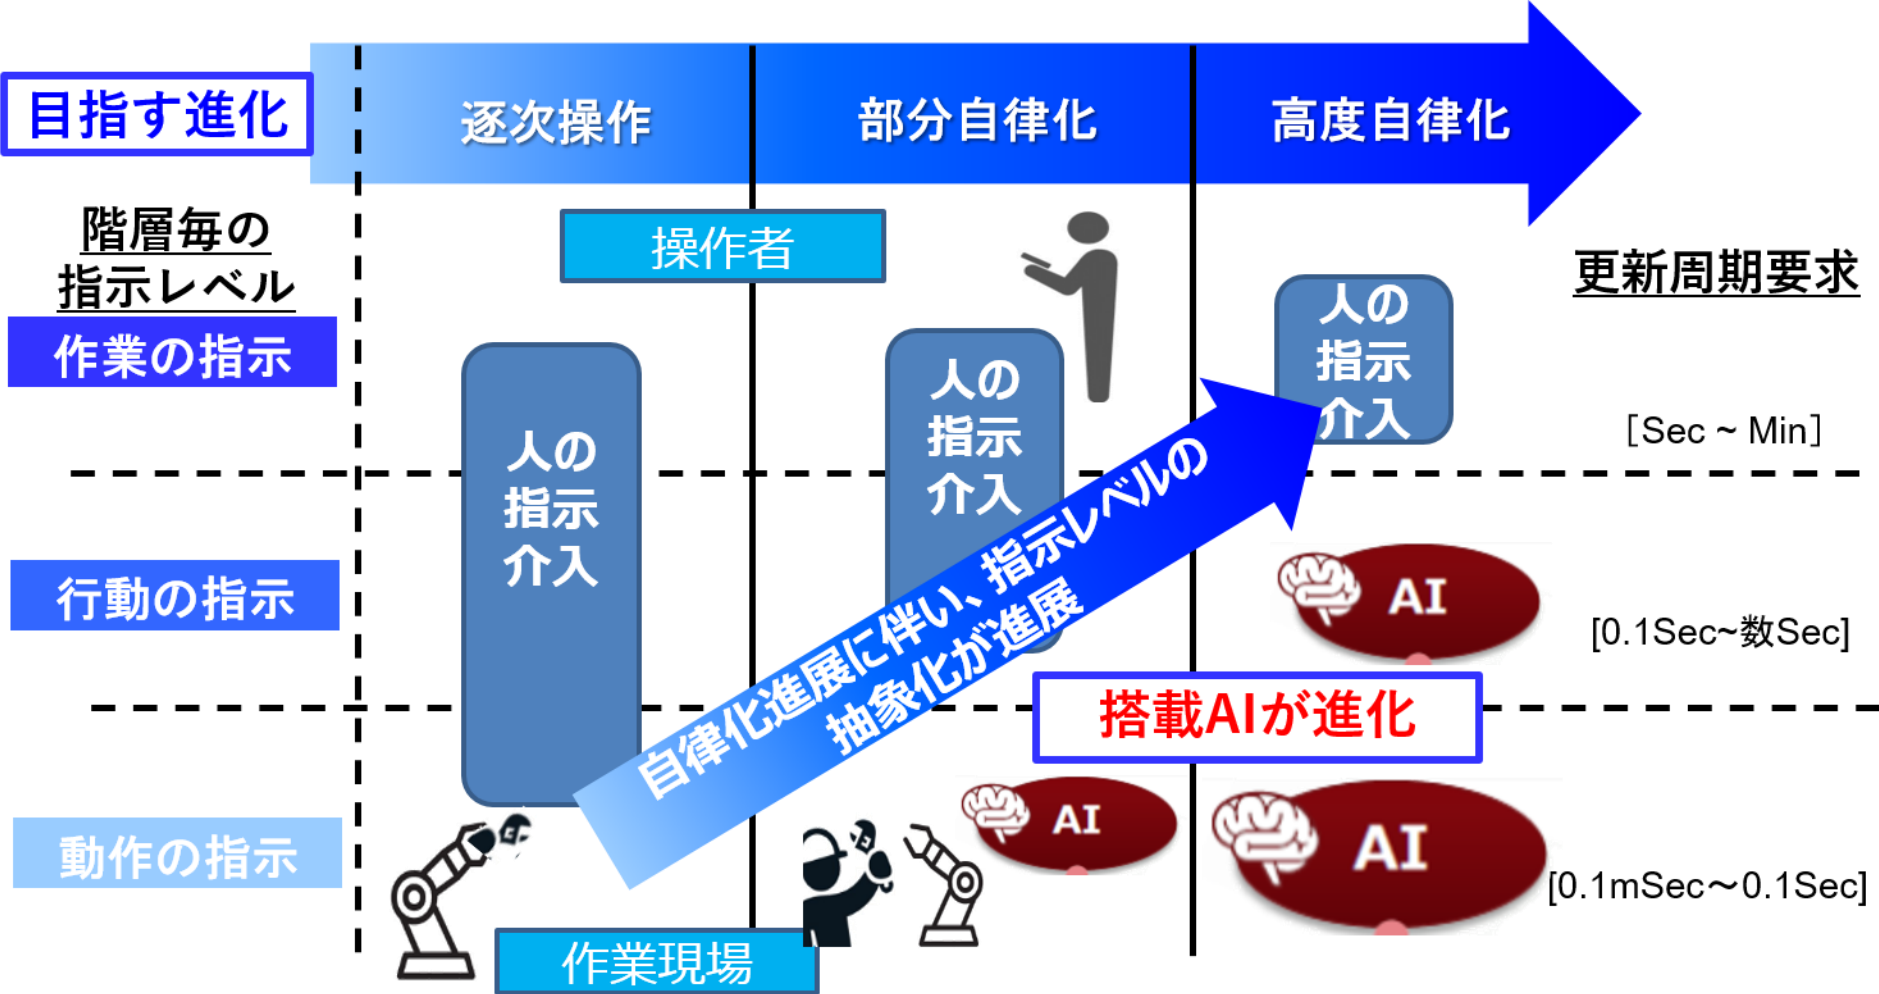 目指す進化
逐次操作
部分自律化
高度自律化
階層毎の
指示レベル
操作者
更新周期要求
作業の指示
人の
指示
介入
人の
指示
介入
人の
指示
介入
[Sec ~ Min]
行動の指示
自律化進展に伴い、指示レベルの
抽象化が進展
AI
[0.1Sec~数Sec]
搭載AIが進化
動作の指示
AI
AI
[0.1mSec～0.1Sec]
作業現場